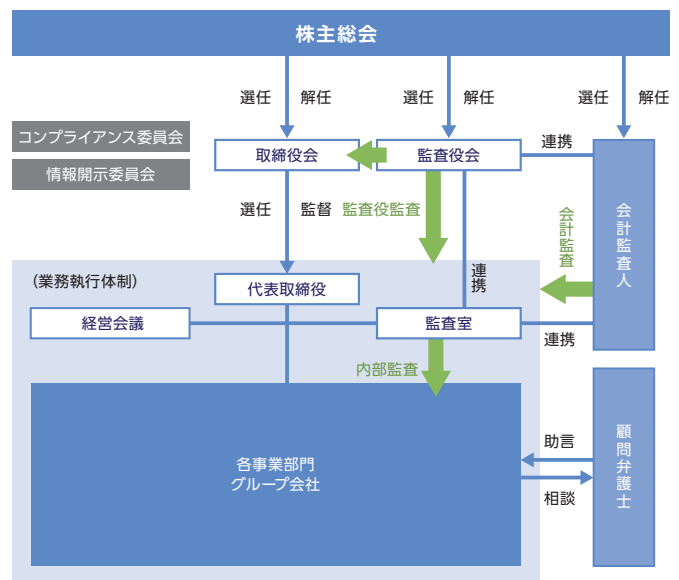 株主総会
選任 解任
選任 解任
選任 解任
コンプライアンス委員会
情報開示委員会
取締役会
監査役会
連携
会計監査人
選任 監督
監査役監査
会計監査
連携
(業務執行体制)
代表取締役
経営会議
監査室
連携
内部監査
各事業部門
グループ会社
助言
相談
顧問弁護士